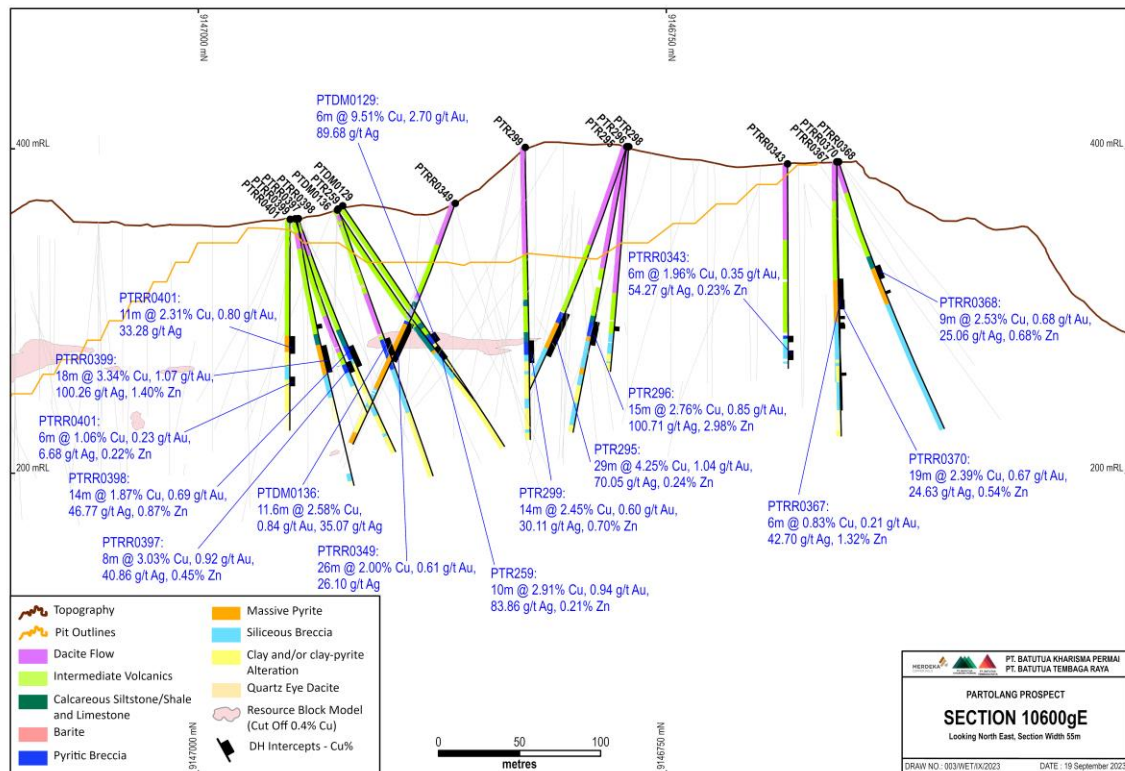 9147000 mN
9146750 mN
400 mRL
400 mRL
200 mRL
200 mRL
PTRR0401
PTRR0399
PTRR0397
PTRR0398
PTDM0136
PTR259
PTDM0129
PTRR0349
PTR299
PTR295
PTR296
PTR298
PTRR0343
PTRR0367
PTRR0370
PTRR0368
PTDM0129:
6m @ 9.51% Cu, 2.70 g/t Au,
89.68 g/t Ag
PTRR0401:
11m @ 2.31% Cu, 0.80 g/t Au,
33.28 g/t Ag
PTRR0399:
18m @ 3.34% Cu, 1.07 g/t Au,
100.26 g/t Ag, 1.40% Zn
PTRR0401:
6m @ 1.06% Cu, 0.23 g/t Au,
6.68 g/t Ag, 0.22% Zn
PTRR0398:
14m @ 1.87% Cu, 0.69 g/t Au,
46.77 g/t Ag, 0.87% Zn
PTRR0397:
8m @ 3.03% Cu, 0.92 g/t Au,
40.86 g/t Ag, 0.45% Zn
PTDM0136:
11.6m @ 2.58% Cu,
0.84 g/t Au, 35.07 g/t Ag
PTRR0349:
26m @ 2.00% Cu, 0.61 g/t Au,
26.10 g/t Ag
PTR259:
10m @ 2.91% Cu, 0.94 g/t Au,
83.86 g/t Ag, 0.21% Zn
PTR299:
14m @ 2.45% Cu, 0.60 g/t Au,
30.11 g/t Ag, 0.70% Zn
PTR295:
29m @ 4.25% Cu, 1.04 g/t Au,
70.05 g/t Ag, 0.24% Zn
PTR296:
15m @ 2.76% Cu, 0.85 g/t Au,
100.71 g/t Ag, 2.98% Zn
PTRR0343:
6m @ 1.96% Cu, 0.35 g/t Au,
54.27 g/t Ag, 0.23% Zn
PTRR0368:
9m @ 2.53% Cu, 0.68 g/t Au,
25.06 g/t Ag, 0.68% Zn
PTRR0370:
19m @ 2.39% Cu, 0.67 g/t Au,
24.63 g/t Ag, 0.54% Zn
PTRR0367:
6m @ 0.83% Cu, 0.21 g/t Au,
42.70 g/t Ag, 1.32% Zn
Topography
Pit Outlines
Dacite Flow
Intermediate Volcanics
Calcareous Siltstone/Shale
and Limestone
Barite
Pyritic Breccia
Massive Pyrite
Siliceous Breccia
Clay and/or clay-pyrite
Alteration
Quartz Eye Dacite
Resource Block Model
(Cut Off 0.4% Cu)
DH Intercepts - Cu%
9147000 mN
9146750 mN
0 50 100
metres
MERDEKA
PT. BATUTUA KHARISMA PERMAI
PT. BATUTUA TEMBAGA RAYA
PARTOLANG PROSPECT
SECTION 10600gE
Looking North East, Section Width 55m
DRAW NO.: 003/WET/IX/2023 DATE : 19 September 2023